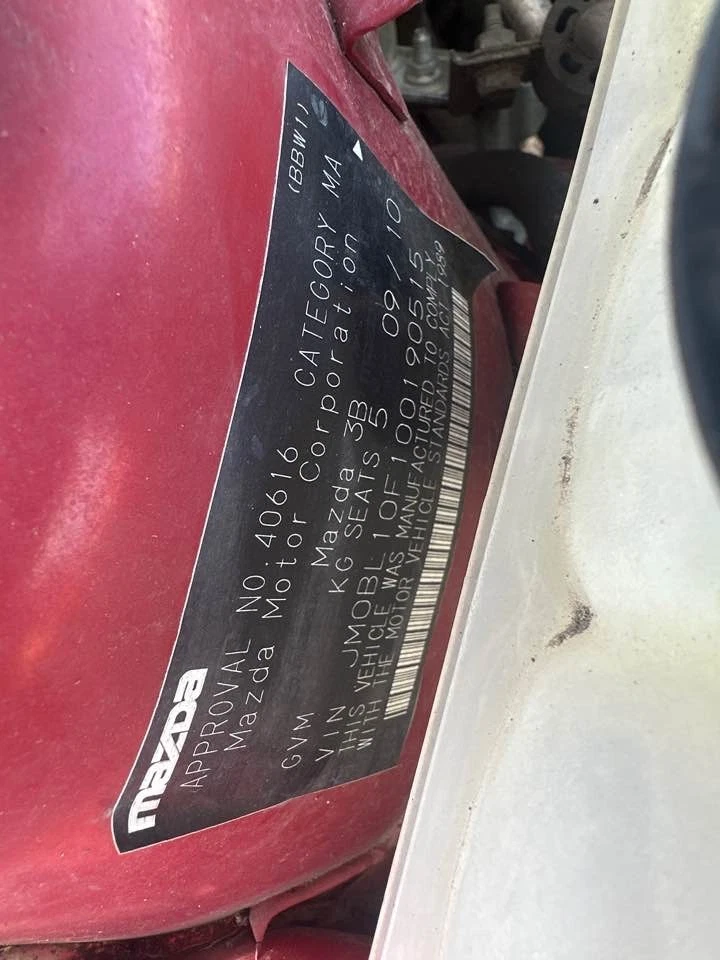 mazda (BBW1)
APPROVAL NO. 40616 CATEGORY MA
Mazda Motor Corporation
Mazda 3B 09/10
GVM KG SEATS 5
VIN JM0BL10F100190515
THIS VEHICLE WAS MANUFACTURED TO COMPLY
WITH THE MOTOR VEHICLE STANDARDS ACT 1989